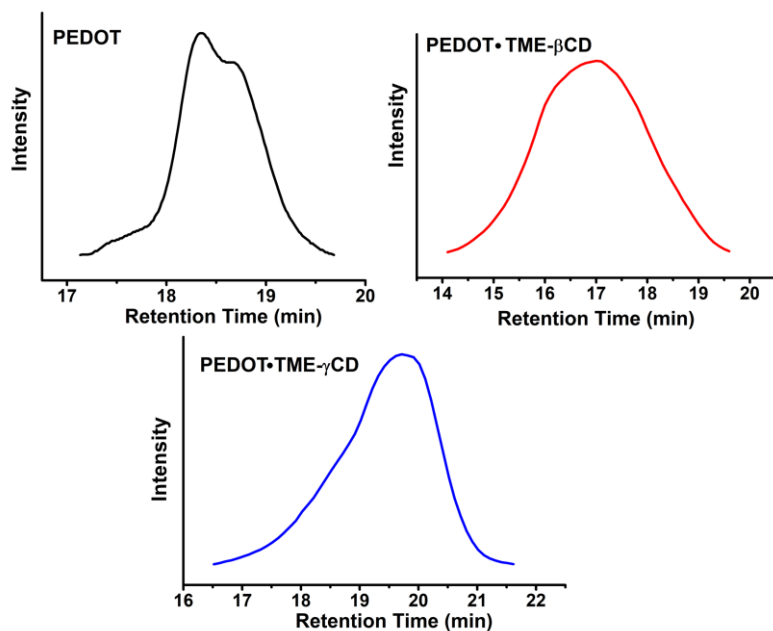 PEDOT
Intensity
17 18 19 20
Retention Time (min)
PEDOT• TME-βCD
Intensity
14 15 16 17 18 19 20
Retention Time (min)
PEDOT•TME-γCD
Intensity
16 17 18 19 20 21 22
Retention Time (min)